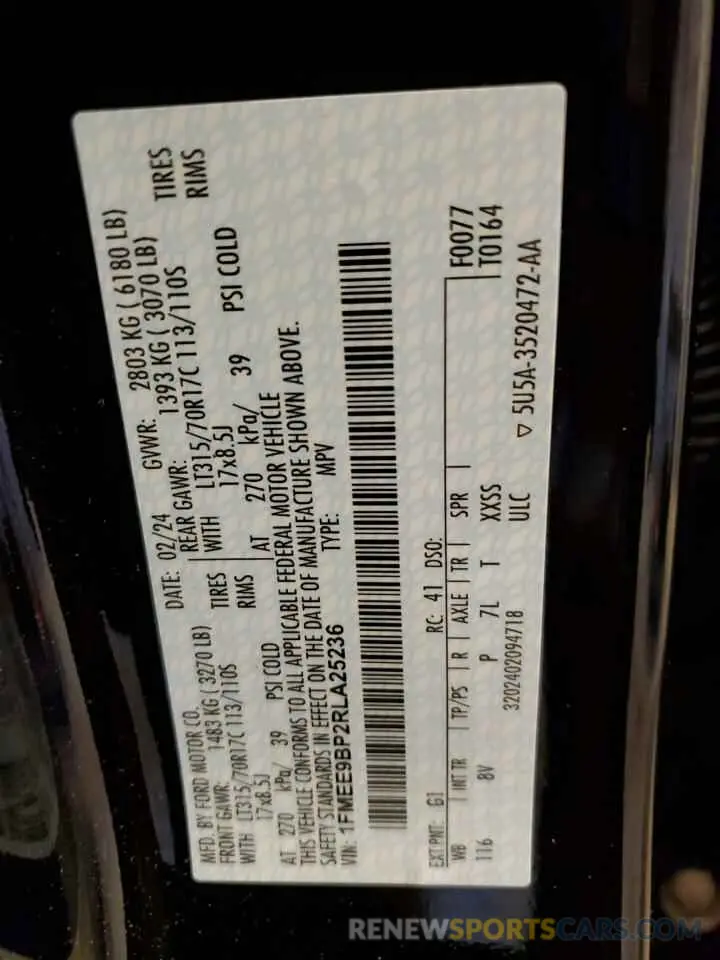 MFD. BY FORD MOTOR CO.
DATE: 02/24 GVWR: 2803 KG ( 6180 LB)
FRONT GAWR: 1483 KG ( 3270 LB) REAR GAWR: 1393 KG ( 3070 LB)
WITH LT315/70R17C 113/110S TIRES WITH LT315/70R17C 113/110S TIRES
17x8.5J RIMS 17x8.5J RIMS
AT 270 kPa/ 39 PSI COLD AT 270 kPa/ 39 PSI COLD
THIS VEHICLE CONFORMS TO ALL APPLICABLE FEDERAL MOTOR VEHICLE
SAFETY STANDARDS IN EFFECT ON THE DATE OF MANUFACTURE SHOWN ABOVE.
VIN: 1FMEE9BP2RLA25236 TYPE: MPV
EXT PNT: G1 RC: 41 DSO: F0077
WB INT TR TP/PS R AXLE TR SPR T0164
116 8V P 7L T XXSS
3202402094718 ULC ▽ 5U5A-3520472-AA
RENEWSPORTSCARS.COM